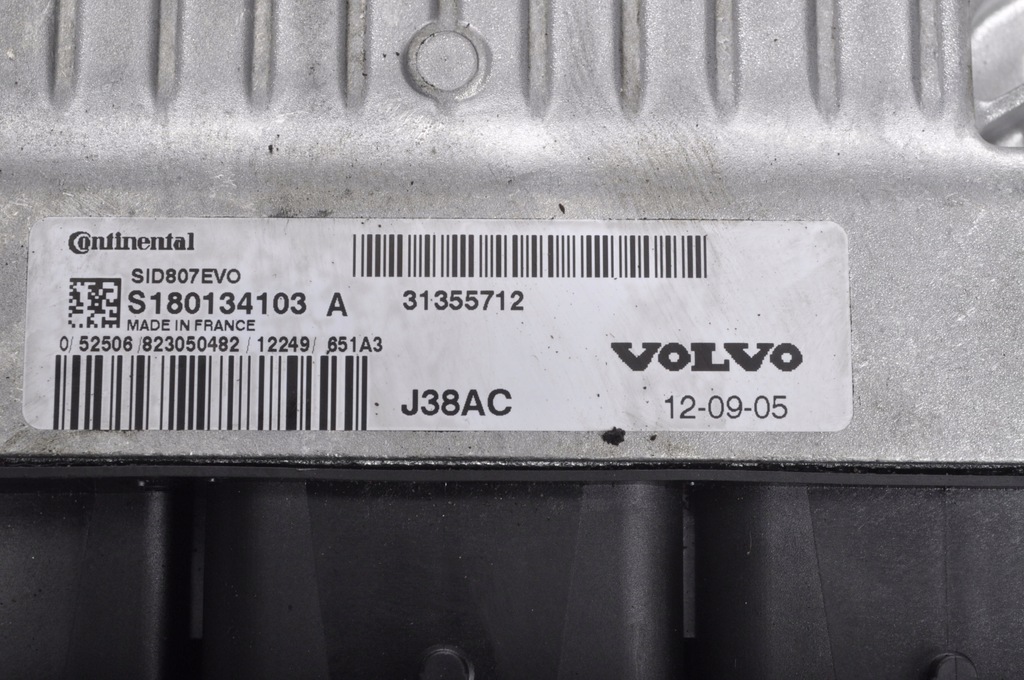 Continental
SID807EVO
S180134103 A
MADE IN FRANCE
0/ 52506 /823050482 / 12249/ 651A3
31355712
J38AC
VOLVO
12-09-05